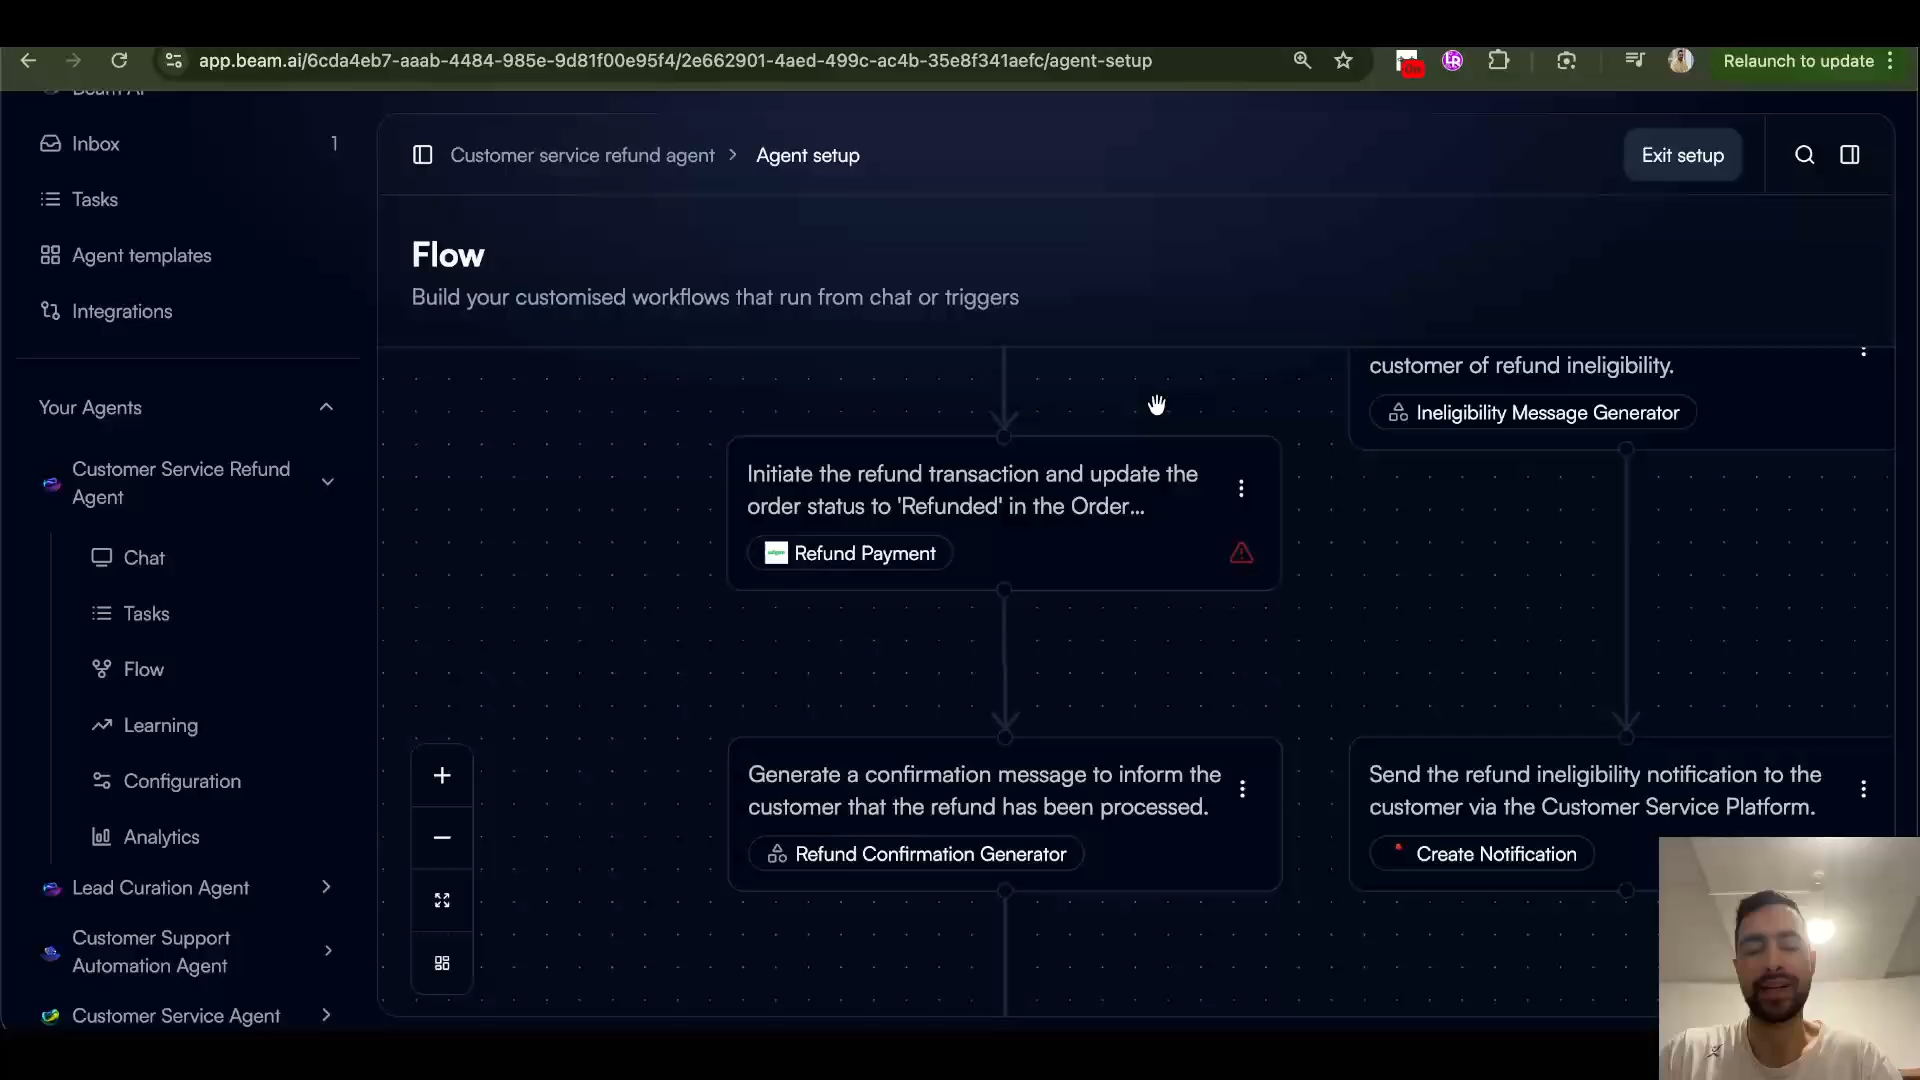 app.beam.ai/6cda4eb7-aaab-4484-985e-9d81f00e95f4/2e662901-4aed-499c-ac4b-35e8f341aefc/agent-setup
On
Relaunch to update
Beam AI
Inbox
1
Tasks
Agent templates
Integrations
Your Agents
Customer Service Refund
Agent
Chat
Tasks
Flow
Learning
Configuration
Analytics
Lead Curation Agent
Customer Support
Automation Agent
Customer Service Agent
Customer service refund agent > Agent setup
Exit setup
Flow
Build your customised workflows that run from chat or triggers
customer of refund ineligibility.
Ineligibility Message Generator
Initiate the refund transaction and update the
order status to 'Refunded' in the Order...
Refund Payment
Generate a confirmation message to inform the
customer that the refund has been processed.
Refund Confirmation Generator
Send the refund ineligibility notification to the
customer via the Customer Service Platform.
Create Notification